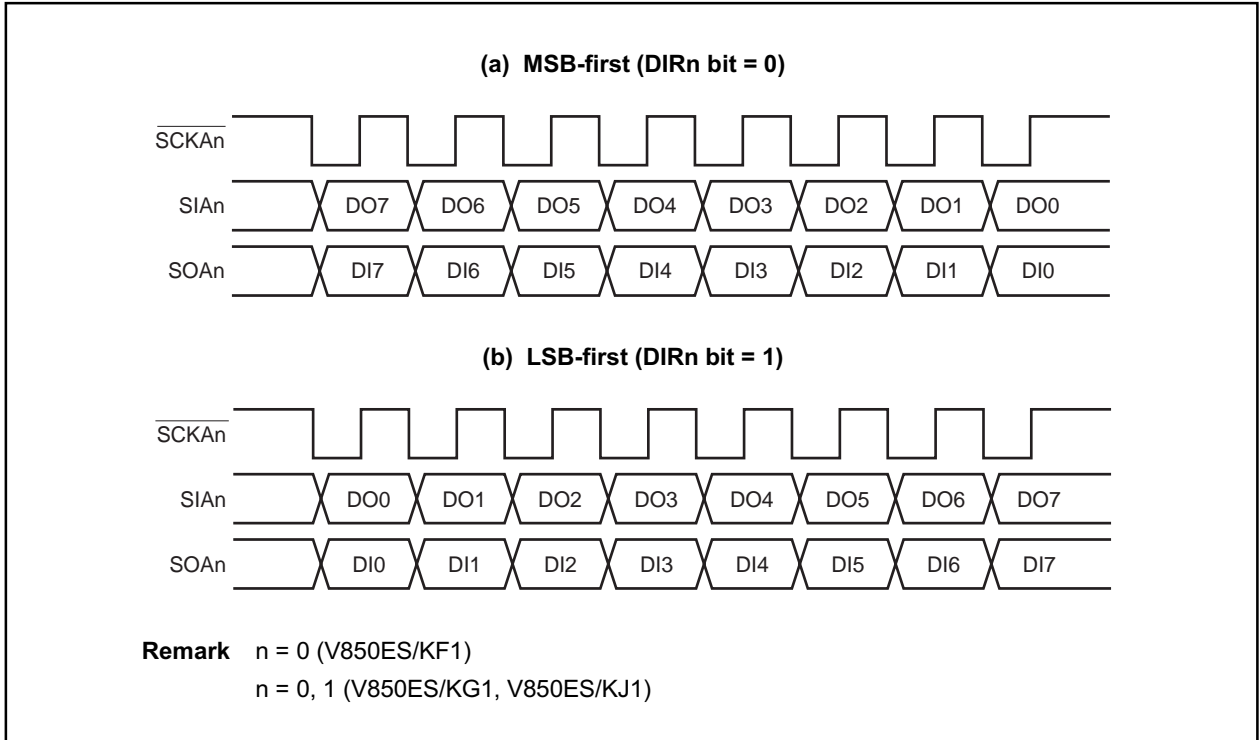 (a) MSB-first (DIRn bit = 0)
SCKAn
SIAn DO7 DO6 DO5 DO4 DO3 DO2 DO1 DO0
SOAn DI7 DI6 DI5 DI4 DI3 DI2 DI1 DI0
(b) LSB-first (DIRn bit = 1)
SCKAn
SIAn DO0 DO1 DO2 DO3 DO4 DO5 DO6 DO7
SOAn DI0 DI1 DI2 DI3 DI4 DI5 DI6 DI7
Remark n = 0 (V850ES/KF1)
n = 0, 1 (V850ES/KG1, V850ES/KJ1)